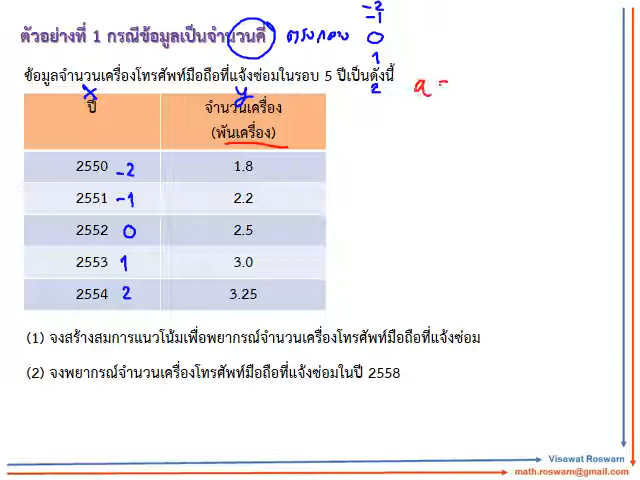 -2
-1
ตัวอย่างที่ 1 กรณีข้อมูลเป็นจำนวนคี่ ตรงกลาง 0
1
ข้อมูลจำนวนเครื่องโทรศัพท์มือถือที่แจ้งซ่อมในรอบ 5 ปีเป็นดังนี้
2 a =
x y
ปี จำนวนเครื่อง
(พันเครื่อง)
2550 -2 1.8
2551 -1 2.2
2552 0 2.5
2553 1 3.0
2554 2 3.25
(1) จงสร้างสมการแนวโน้มเพื่อพยากรณ์จำนวนเครื่องโทรศัพท์มือถือที่แจ้งซ่อม
(2) จงพยากรณ์จำนวนเครื่องโทรศัพท์มือถือที่แจ้งซ่อมในปี 2558
Visawat Roswarn
math.roswarn@gmail.com